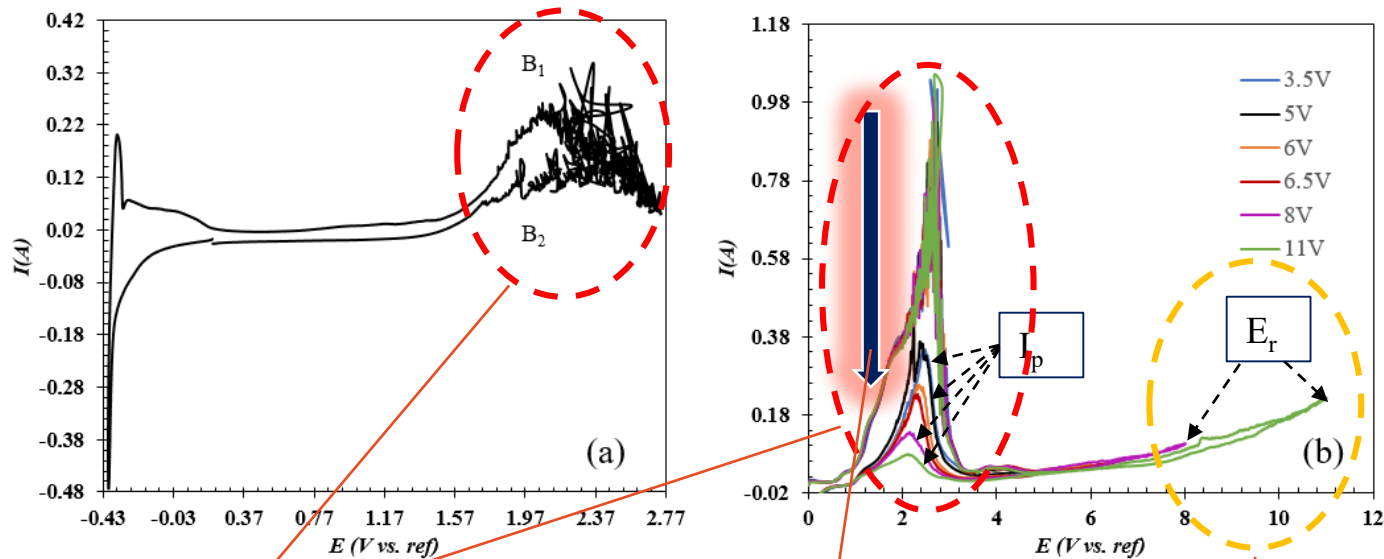 0.42
0.32
0.22
0.12
0.02
-0.08
-0.18
-0.28
-0.38
-0.48
I(A)
B1
B2
(a)
-0.43 -0.03 0.37 0.77 1.17 1.57 1.97 2.37 2.77
E (V vs. ref)
1.18
0.98
0.78
0.58
0.38
0.18
-0.02
I(A)
3.5V
5V
6V
6.5V
8V
11V
Ip
Er
(b)
0 2 4 6 8 10 12
E (V vs. ref)